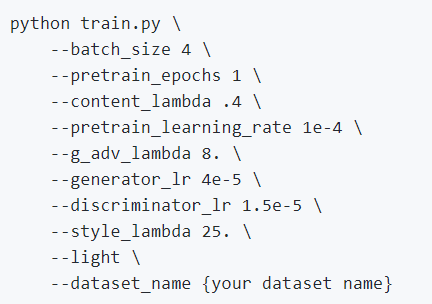 python train.py \
--batch_size 4 \
--pretrain_epochs 1 \
--content_lambda .4 \
--pretrain_learning_rate 1e-4 \
--g_adv_lambda 8. \
--generator_lr 4e-5 \
--discriminator_lr 1.5e-5 \
--style_lambda 25. \
--light \
--dataset_name {your dataset name}